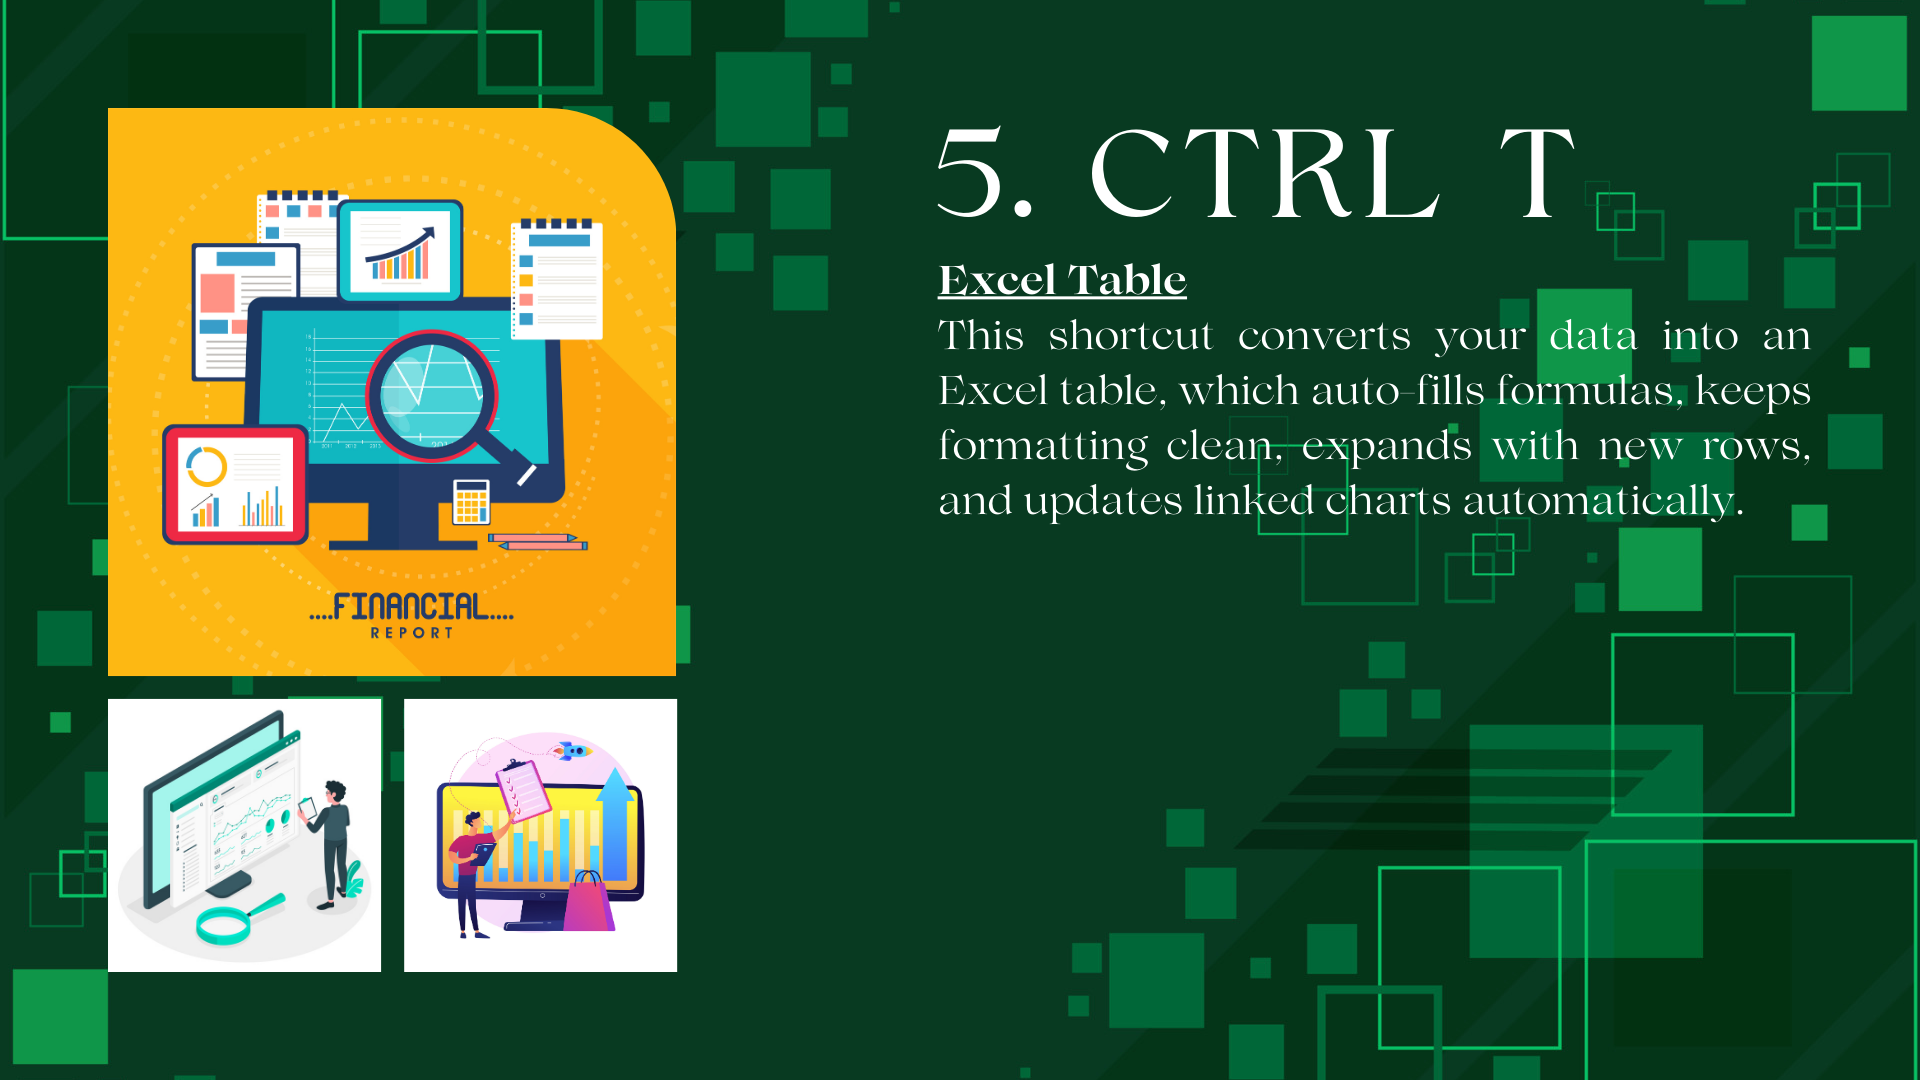 5. CTRL T
Excel Table
This shortcut converts your data into an
Excel table, which auto-fills formulas, keeps
formatting clean, expands with new rows,
and updates linked charts automatically.
....FINANCIAL....
REPORT